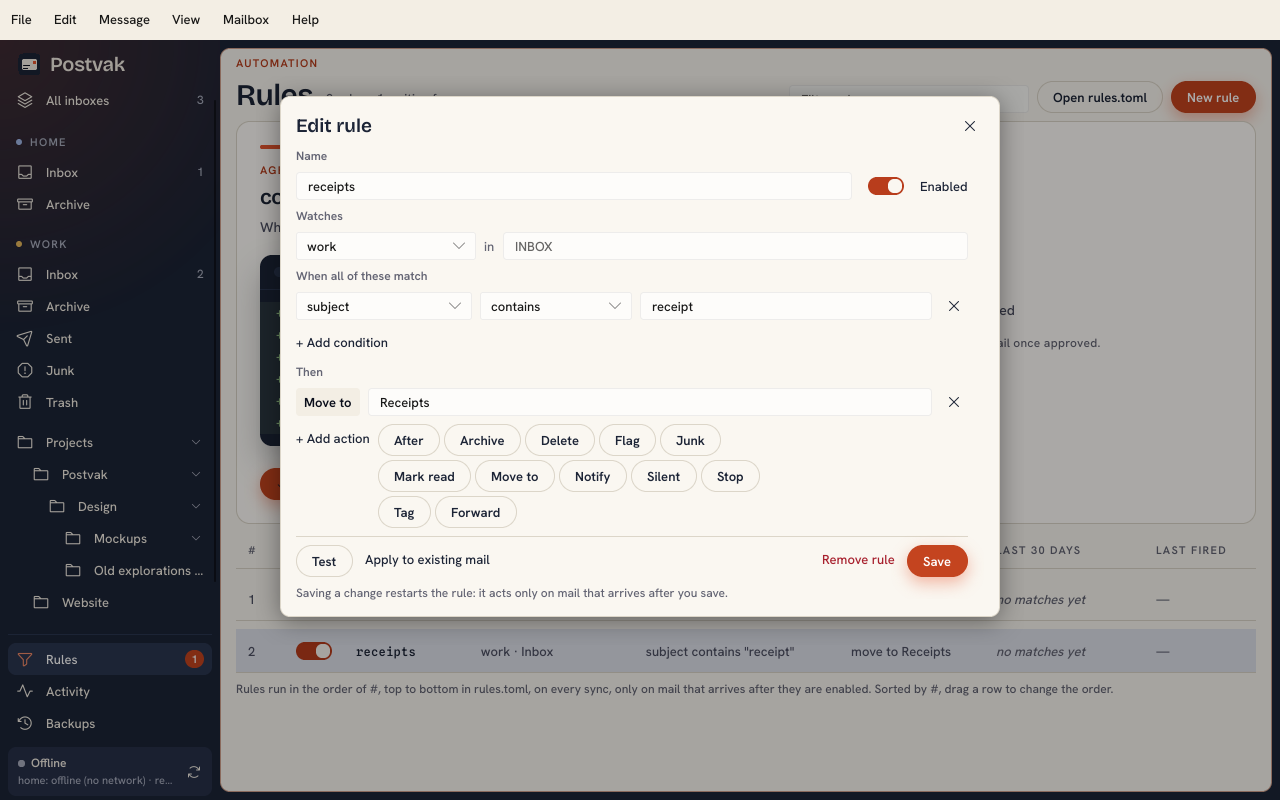 File Edit Message View Mailbox Help
Postvak
All inboxes 3
HOME
Inbox 1
Archive
WORK
Inbox 2
Archive
Sent
Junk
Trash
Projects
Postvak
Design
Mockups
Old explorations ...
Website
Rules 1
Activity
Backups
Offline
home: offline (no network) · re...
AUTOMATION
Rules
Open rules.toml
New rule
Edit rule
Name
receipts
Enabled
Watches
work in INBOX
When all of these match
subject contains receipt
+ Add condition
Then
Move to Receipts
+ Add action After Archive Delete Flag Junk
Mark read Move to Notify Silent Stop
Tag Forward
Test Apply to existing mail Remove rule Save
Saving a change restarts the rule: it acts only on mail that arrives after you save.
once approved.
# LAST 30 DAYS LAST FIRED
1 no matches yet —
2 receipts work · Inbox subject contains "receipt" move to Receipts no matches yet —
Rules run in the order of #, top to bottom in rules.toml, on every sync, only on mail that arrives after they are enabled. Sorted by #, drag a row to change the order.